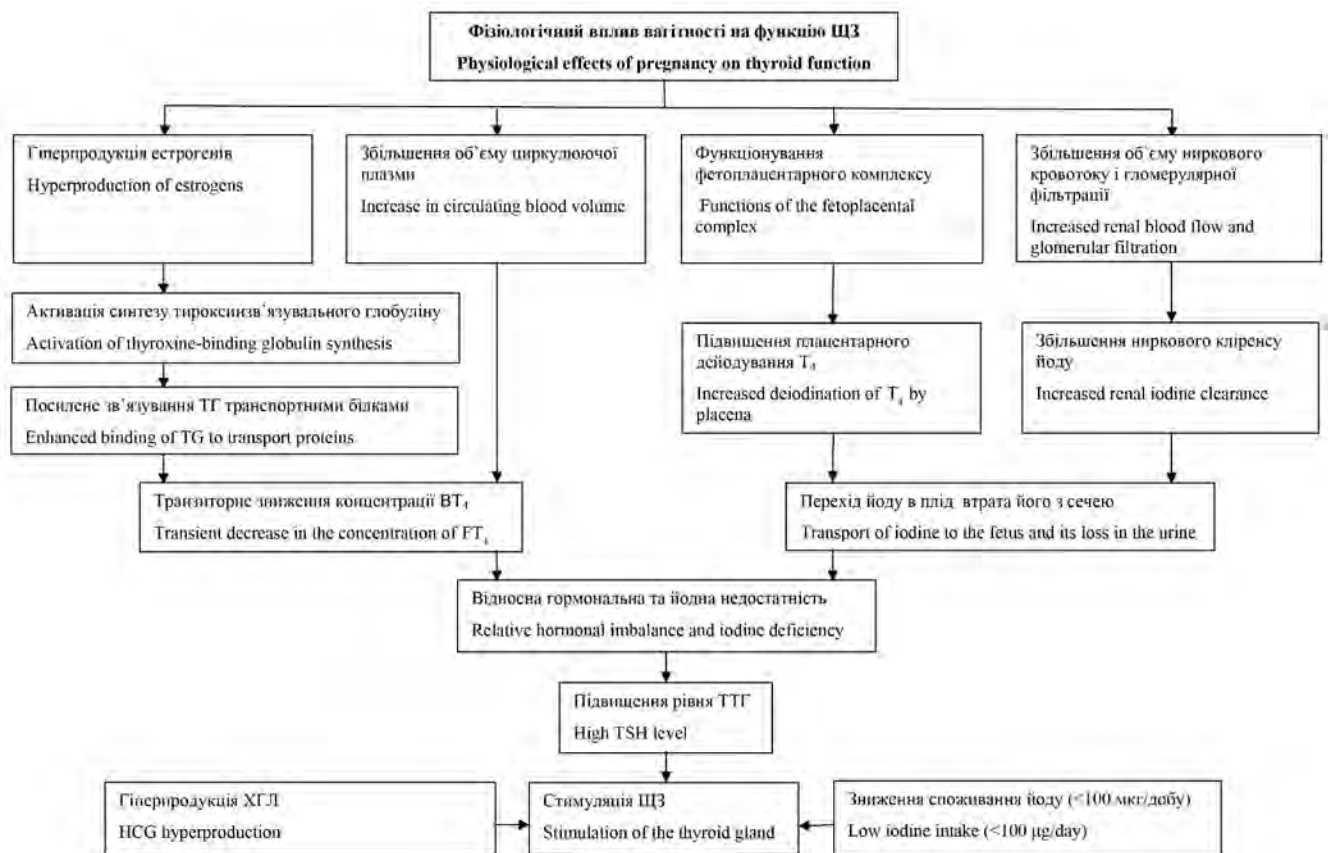 Фізіологічний вплив вагітності на функцію ЩЗ
Physiological effects of pregnancy on thyroid function
Гіперпродукція естрогенів
Hyperproduction of estrogens
Збільшення об’єму циркулюючої
плазми
Increase in circulating blood volume
Функціонування
фетоплацентарного комплексу
Functions of the fetoplacental
complex
Збільшення об’єму ниркового
кровотоку і гломерулярної
фільтрації
Increased renal blood flow and
glomerular filtration
Активація синтезу тироксинзв’язувального глобуліну
Activation of thyroxine-binding globulin synthesis
Підвищення плацентарного
дейодування Т₄
Increased deiodination of T₄ by
placena
Збільшення ниркового кліренсу
йоду
Increased renal iodine clearance
Посилене зв’язування ТГ транспортними білками
Enhanced binding of TG to transport proteins
Транзиторне зниження концентрації ВТ₄
Transient decrease in the concentration of FT₄
Перехід йоду в плід втрата його з сечею
Transport of iodine to the fetus and its loss in the urine
Відносна гормональна та йодна недостатність
Relative hormonal imbalance and iodine deficiency
Підвищення рівня ТТГ
High TSH level
Гіперпродукція ХГЛ
HCG hyperproduction
Стимуляція ЩЗ
Stimulation of the thyroid gland
Зниження споживання йоду (<100 мкг/добу)
Low iodine intake (<100 µg/day)